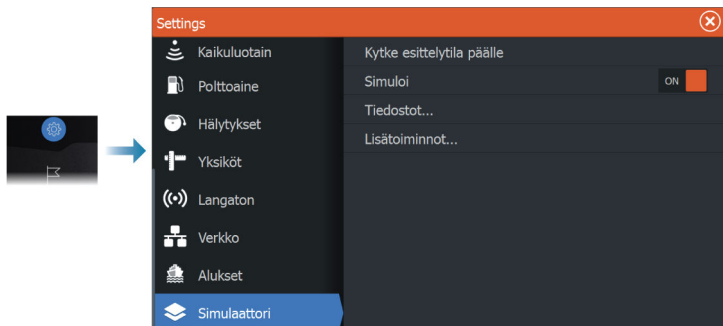 Settings
Kaikuluotain
Polttoaine
Hälytykset
Yksiköt
Langaton
Verkko
Alukset
Simulaattori
Kytke esittelytila päälle
Simuloi ON
Tiedostot...
Lisätoiminnot...